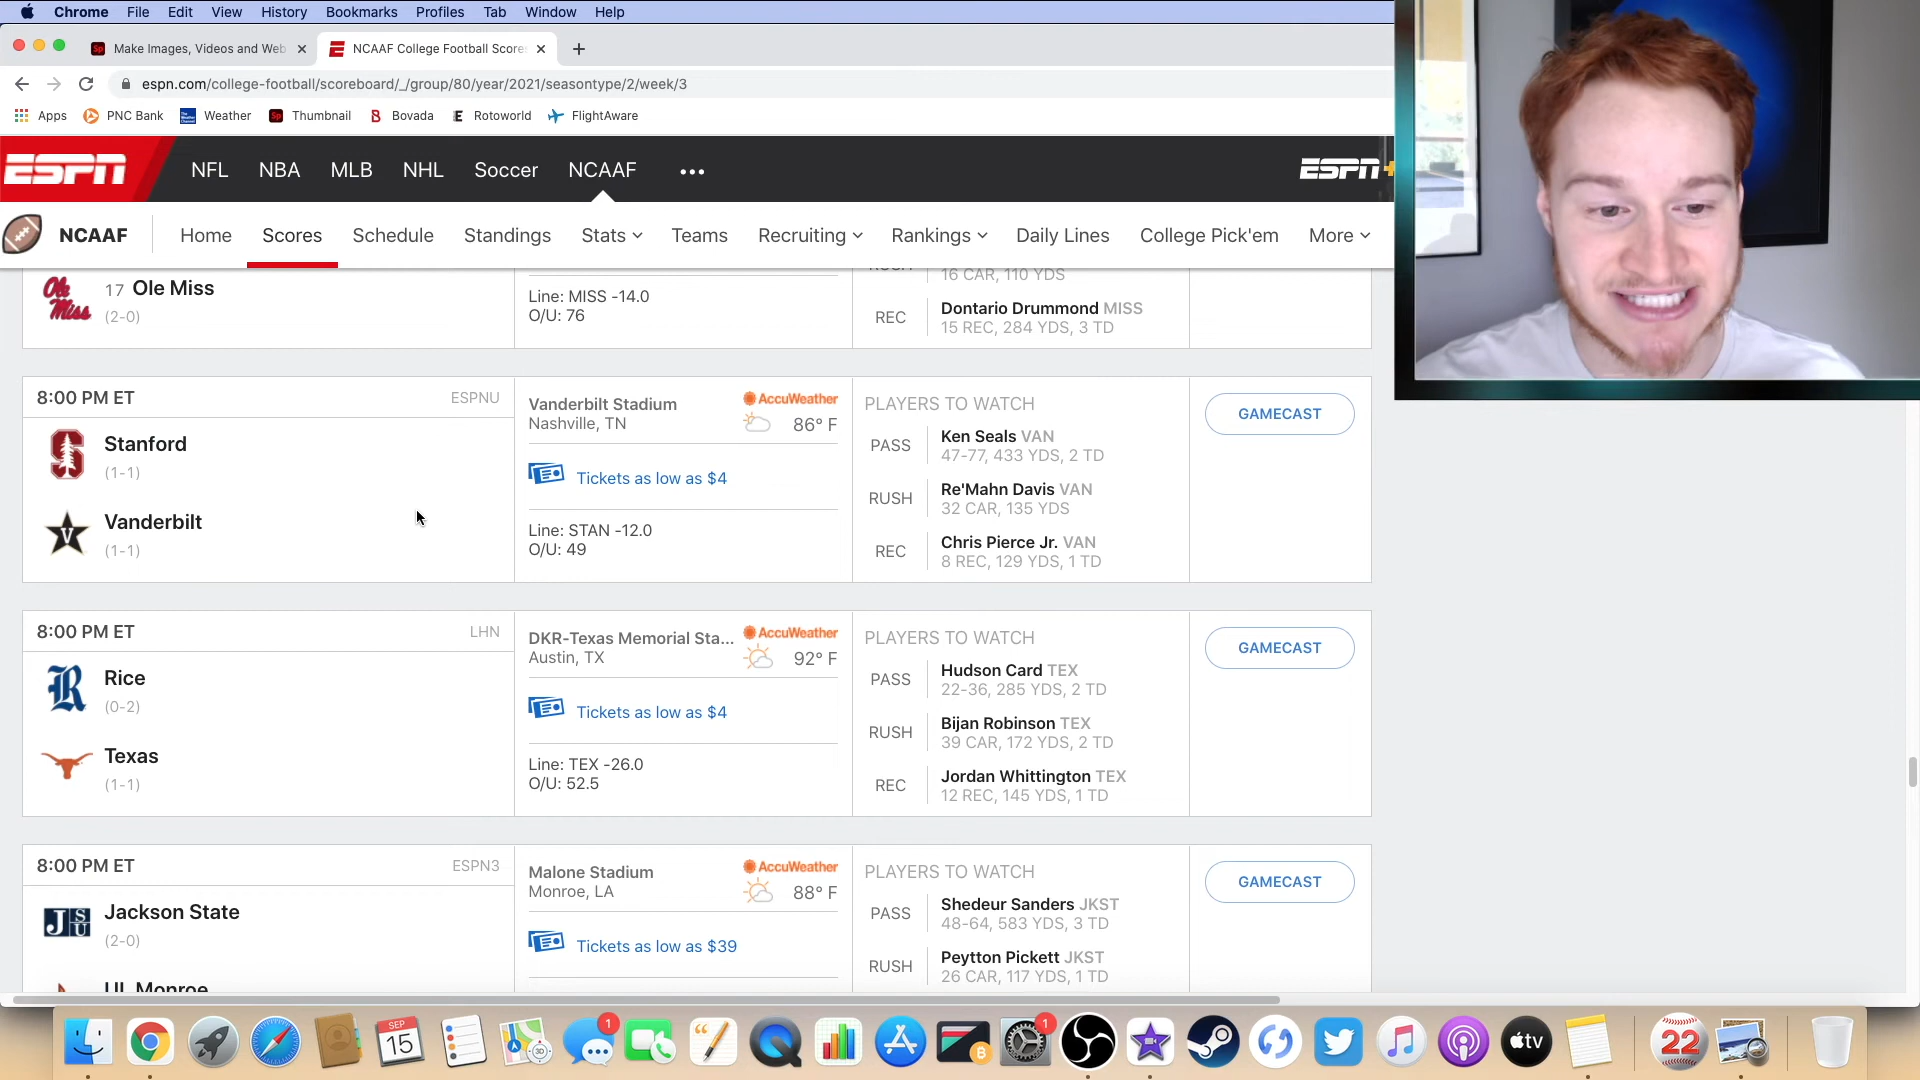 Chrome File Edit View History Bookmarks Profiles Tab Window Help
Make Images, Videos and Web
NCAAF College Football Score
espn.com/college-football/scoreboard/_/group/80/year/2021/seasontype/2/week/3
Apps PNC Bank Weather Thumbnail Bovada Rotoworld FlightAware
ESPN NFL NBA MLB NHL Soccer NCAAF ••• ESPN+
NCAAF Home Scores Schedule Standings Stats Teams Recruiting Rankings Daily Lines College Pick'em More
17 Ole Miss
(2-0)
Line: MISS -14.0
O/U: 76
16 CAR, 110 YDS
REC
Dontario Drummond MISS
15 REC, 284 YDS, 3 TD
8:00 PM ET ESPNU
Stanford
(1-1)
Vanderbilt
(1-1)
Vanderbilt Stadium
Nashville, TN
AccuWeather
86° F
Tickets as low as $4
Line: STAN -12.0
O/U: 49
PLAYERS TO WATCH
PASS
Ken Seals VAN
47-77, 433 YDS, 2 TD
RUSH
Re'Mahn Davis VAN
32 CAR, 135 YDS
REC
Chris Pierce Jr. VAN
8 REC, 129 YDS, 1 TD
GAMECAST
8:00 PM ET LHN
Rice
(0-2)
Texas
(1-1)
DKR-Texas Memorial Sta...
Austin, TX
AccuWeather
92° F
Tickets as low as $4
Line: TEX -26.0
O/U: 52.5
PLAYERS TO WATCH
PASS
Hudson Card TEX
22-36, 285 YDS, 2 TD
RUSH
Bijan Robinson TEX
39 CAR, 172 YDS, 2 TD
REC
Jordan Whittington TEX
12 REC, 145 YDS, 1 TD
GAMECAST
8:00 PM ET ESPN3
JSU
Jackson State
(2-0)
UL Monroe
Malone Stadium
Monroe, LA
AccuWeather
88° F
Tickets as low as $39
PLAYERS TO WATCH
PASS
Shedeur Sanders JKST
48-64, 583 YDS, 3 TD
RUSH
Peytton Pickett JKST
26 CAR, 117 YDS, 1 TD
GAMECAST
SEP
15
3D
1
1
tv
22